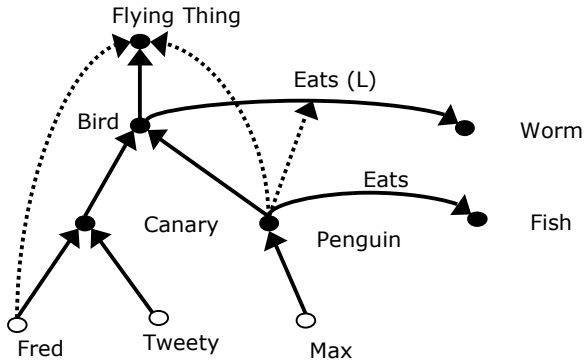 Flying Thing
Eats (L)
Bird
Worm
Eats
Canary
Penguin
Fish
Fred
Tweety
Max